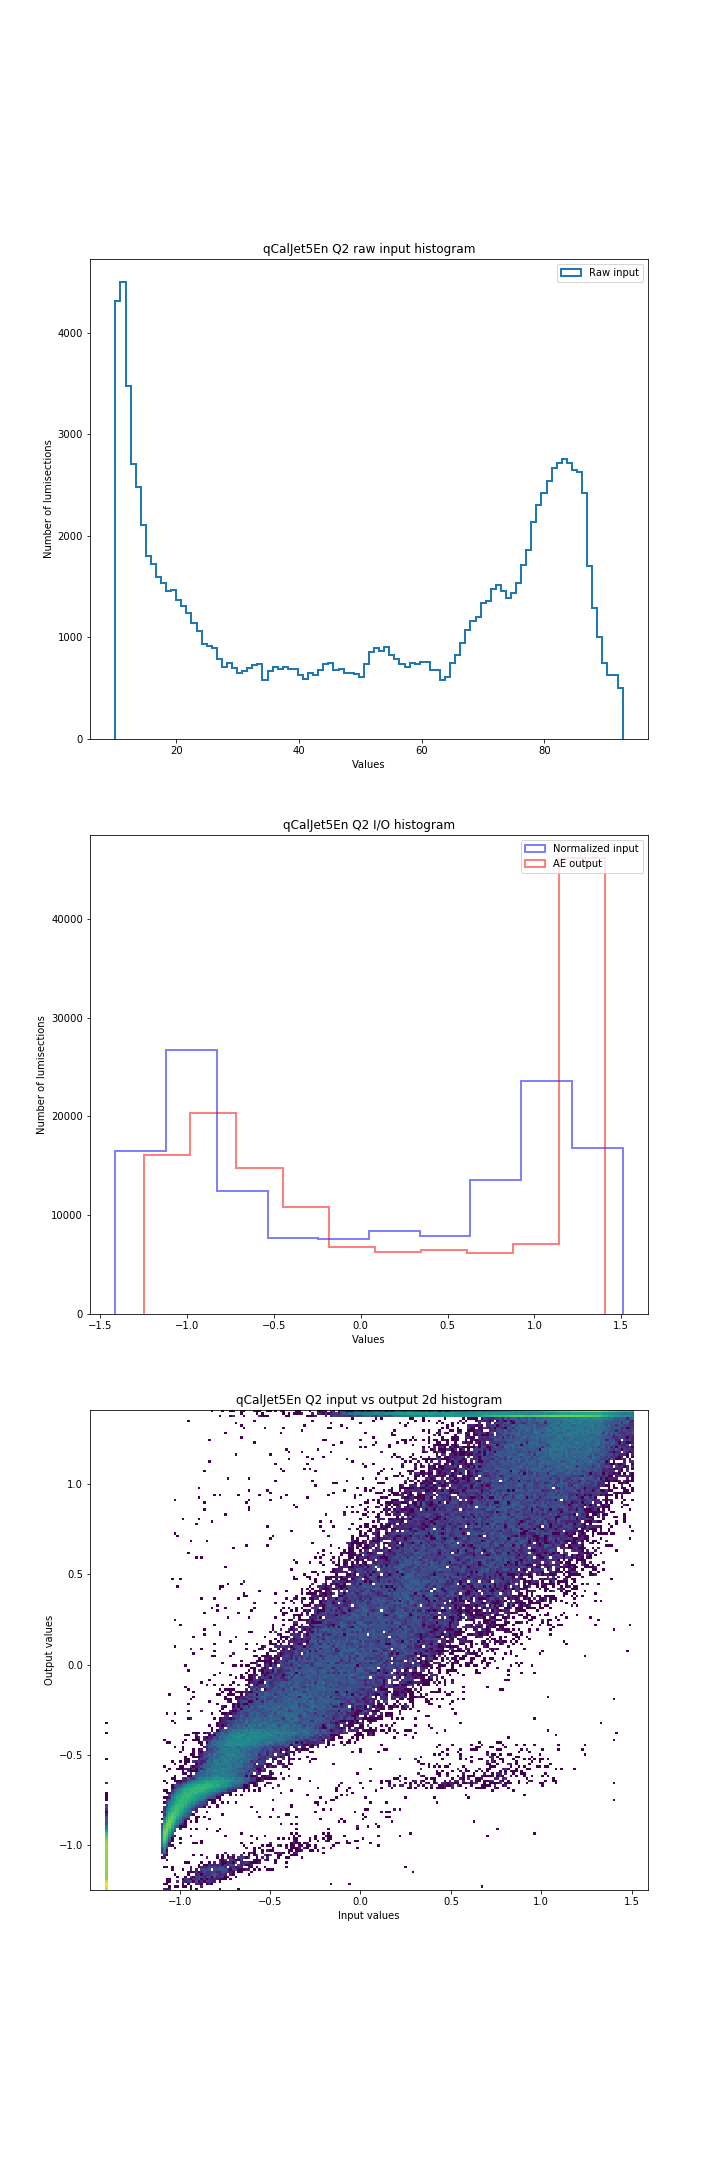 qCalJet5En Q2 raw input histogram
Raw input
4000
3000
2000
1000
0
Number of lumisections
20 40 60 80
Values
qCalJet5En Q2 I/O histogram
Normalized input
AE output
40000
30000
20000
10000
0
Number of lumisections
−1.5 −1.0 −0.5 0.0 0.5 1.0 1.5
Values
qCalJet5En Q2 input vs output 2d histogram
1.0
0.5
0.0
−0.5
−1.0
Output values
−1.0 −0.5 0.0 0.5 1.0 1.5
Input values